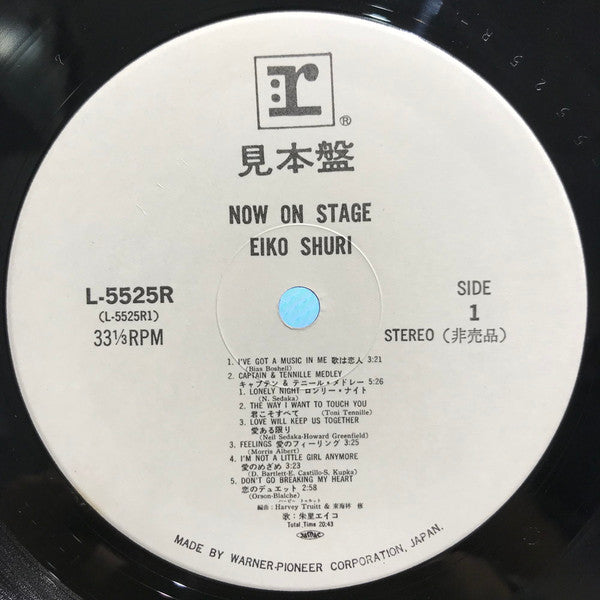 r
®
見本盤
NOW ON STAGE
EIKO SHURI
L-5525R
(L-5525R1)
33⅓RPM
SIDE
1
STEREO (非売品)
1. I'VE GOT A MUSIC IN ME 歌は恋人 3:21
(Bias Boshell)
2. CAPTAIN & TENNILLE MEDLEY
キャプテン & テニール・メドレー 5:26
1. LONELY NIGHT ロンリー・ナイト
(N. Sedaka)
2. THE WAY I WANT TO TOUCH YOU
君こそすべて (Toni Tennille)
3. LOVE WILL KEEP US TOGETHER
愛ある限り
(Neil Sedaka-Howard Greenfield)
3. FEELINGS 愛のフィーリング 3:25
(Morris Albert)
4. I'M NOT A LITTLE GIRL ANYMORE
愛のめざめ 3:23
(D. Bartlett-E. Castillo-S. Kupka)
5. DON'T GO BREAKING MY HEART
恋のデュエット 2:58
(Orson-Blaiche)
編曲：Harvey Truitt & 東海林 修
歌：朱里エイコ
Total Time 20:43
MADE BY WARNER-PIONEER CORPORATION, JAPAN.